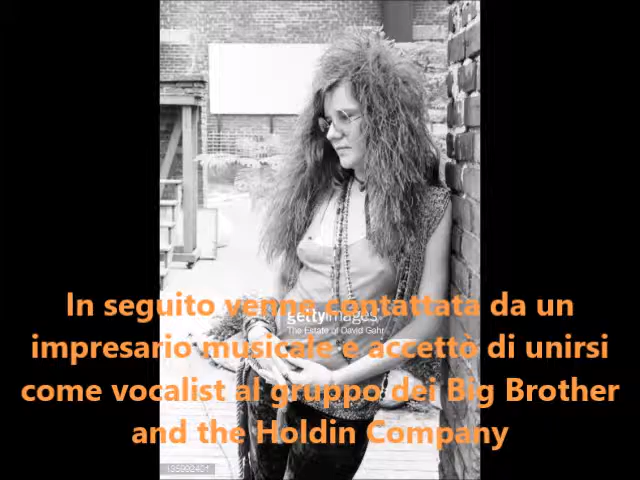 In seguito venne contattata da un
gettyimages
The Estate of David Gahr
impresario musicale e accettò di unirsi
come vocalist al gruppo dei Big Brother
and the Holdin Company